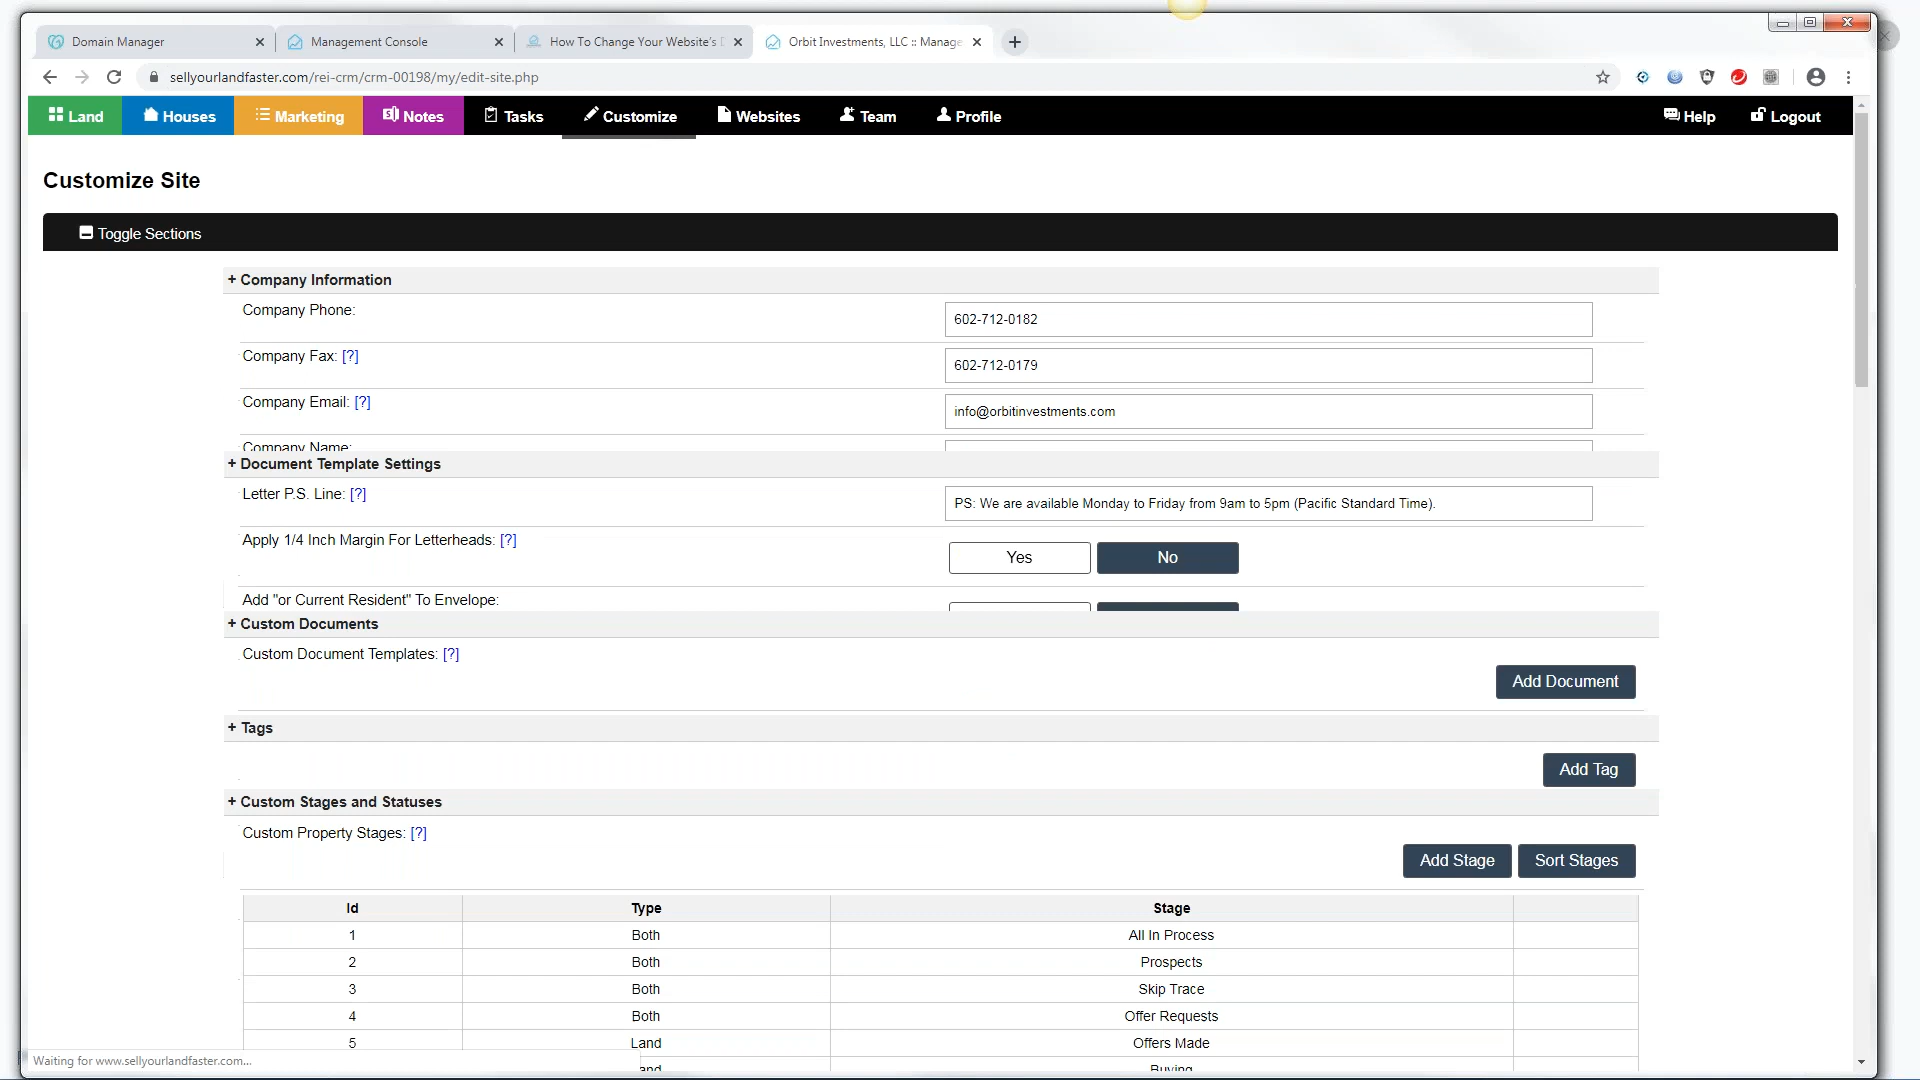 Domain Manager
Management Console
How To Change Your Website's
Orbit Investments, LLC :: Manage
sellyourlandfaster.com/rei-crm/crm-00198/my/edit-site.php
Land
Houses
Marketing
Notes
Tasks
Customize
Websites
Team
Profile
Help
Logout
Customize Site
Toggle Sections
+ Company Information
Company Phone:
602-712-0182
Company Fax: [?]
602-712-0179
Company Email: [?]
info@orbitinvestments.com
Company Name:
+ Document Template Settings
Letter P.S. Line: [?]
PS: We are available Monday to Friday from 9am to 5pm (Pacific Standard Time).
Apply 1/4 Inch Margin For Letterheads: [?]
Yes
No
Add "or Current Resident" To Envelope:
+ Custom Documents
Custom Document Templates: [?]
Add Document
+ Tags
Add Tag
+ Custom Stages and Statuses
Custom Property Stages: [?]
Add Stage
Sort Stages
Id Type Stage
1 Both All In Process
2 Both Prospects
3 Both Skip Trace
4 Both Offer Requests
5 Land Offers Made
Buying
Waiting for www.sellyourlandfaster.com...